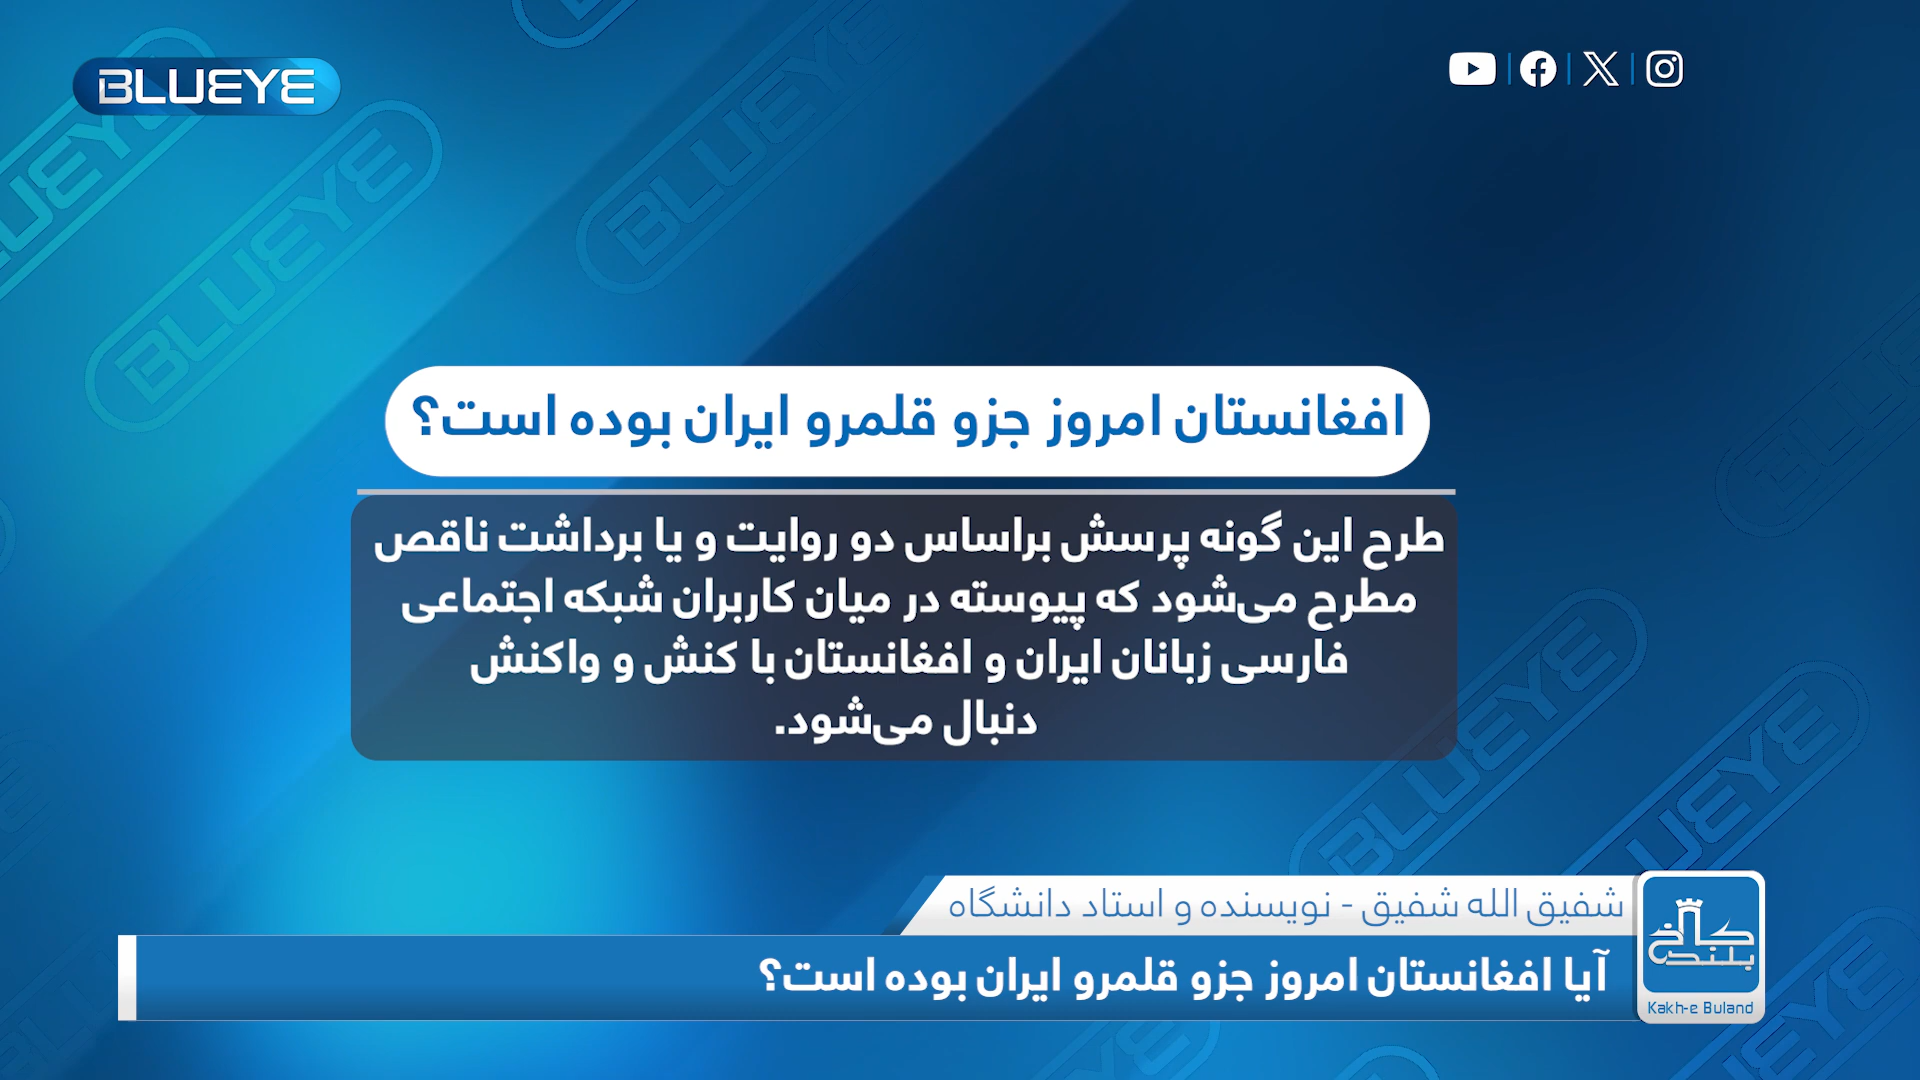 BLUEYE
افغانستان امروز جزو قلمرو ایران بوده است؟
طرح این گونه پرسش براساس دو روایت و یا برداشت ناقص
مطرح می‌شود که پیوسته در میان کاربران شبکه اجتماعی
فارسی زبانان ایران و افغانستان با کنش و واکنش
دنبال می‌شود.
شفیق الله شفیق - نویسنده و استاد دانشگاه
آیا افغانستان امروز جزو قلمرو ایران بوده است؟
کاخ بلند
Kakh-e Buland